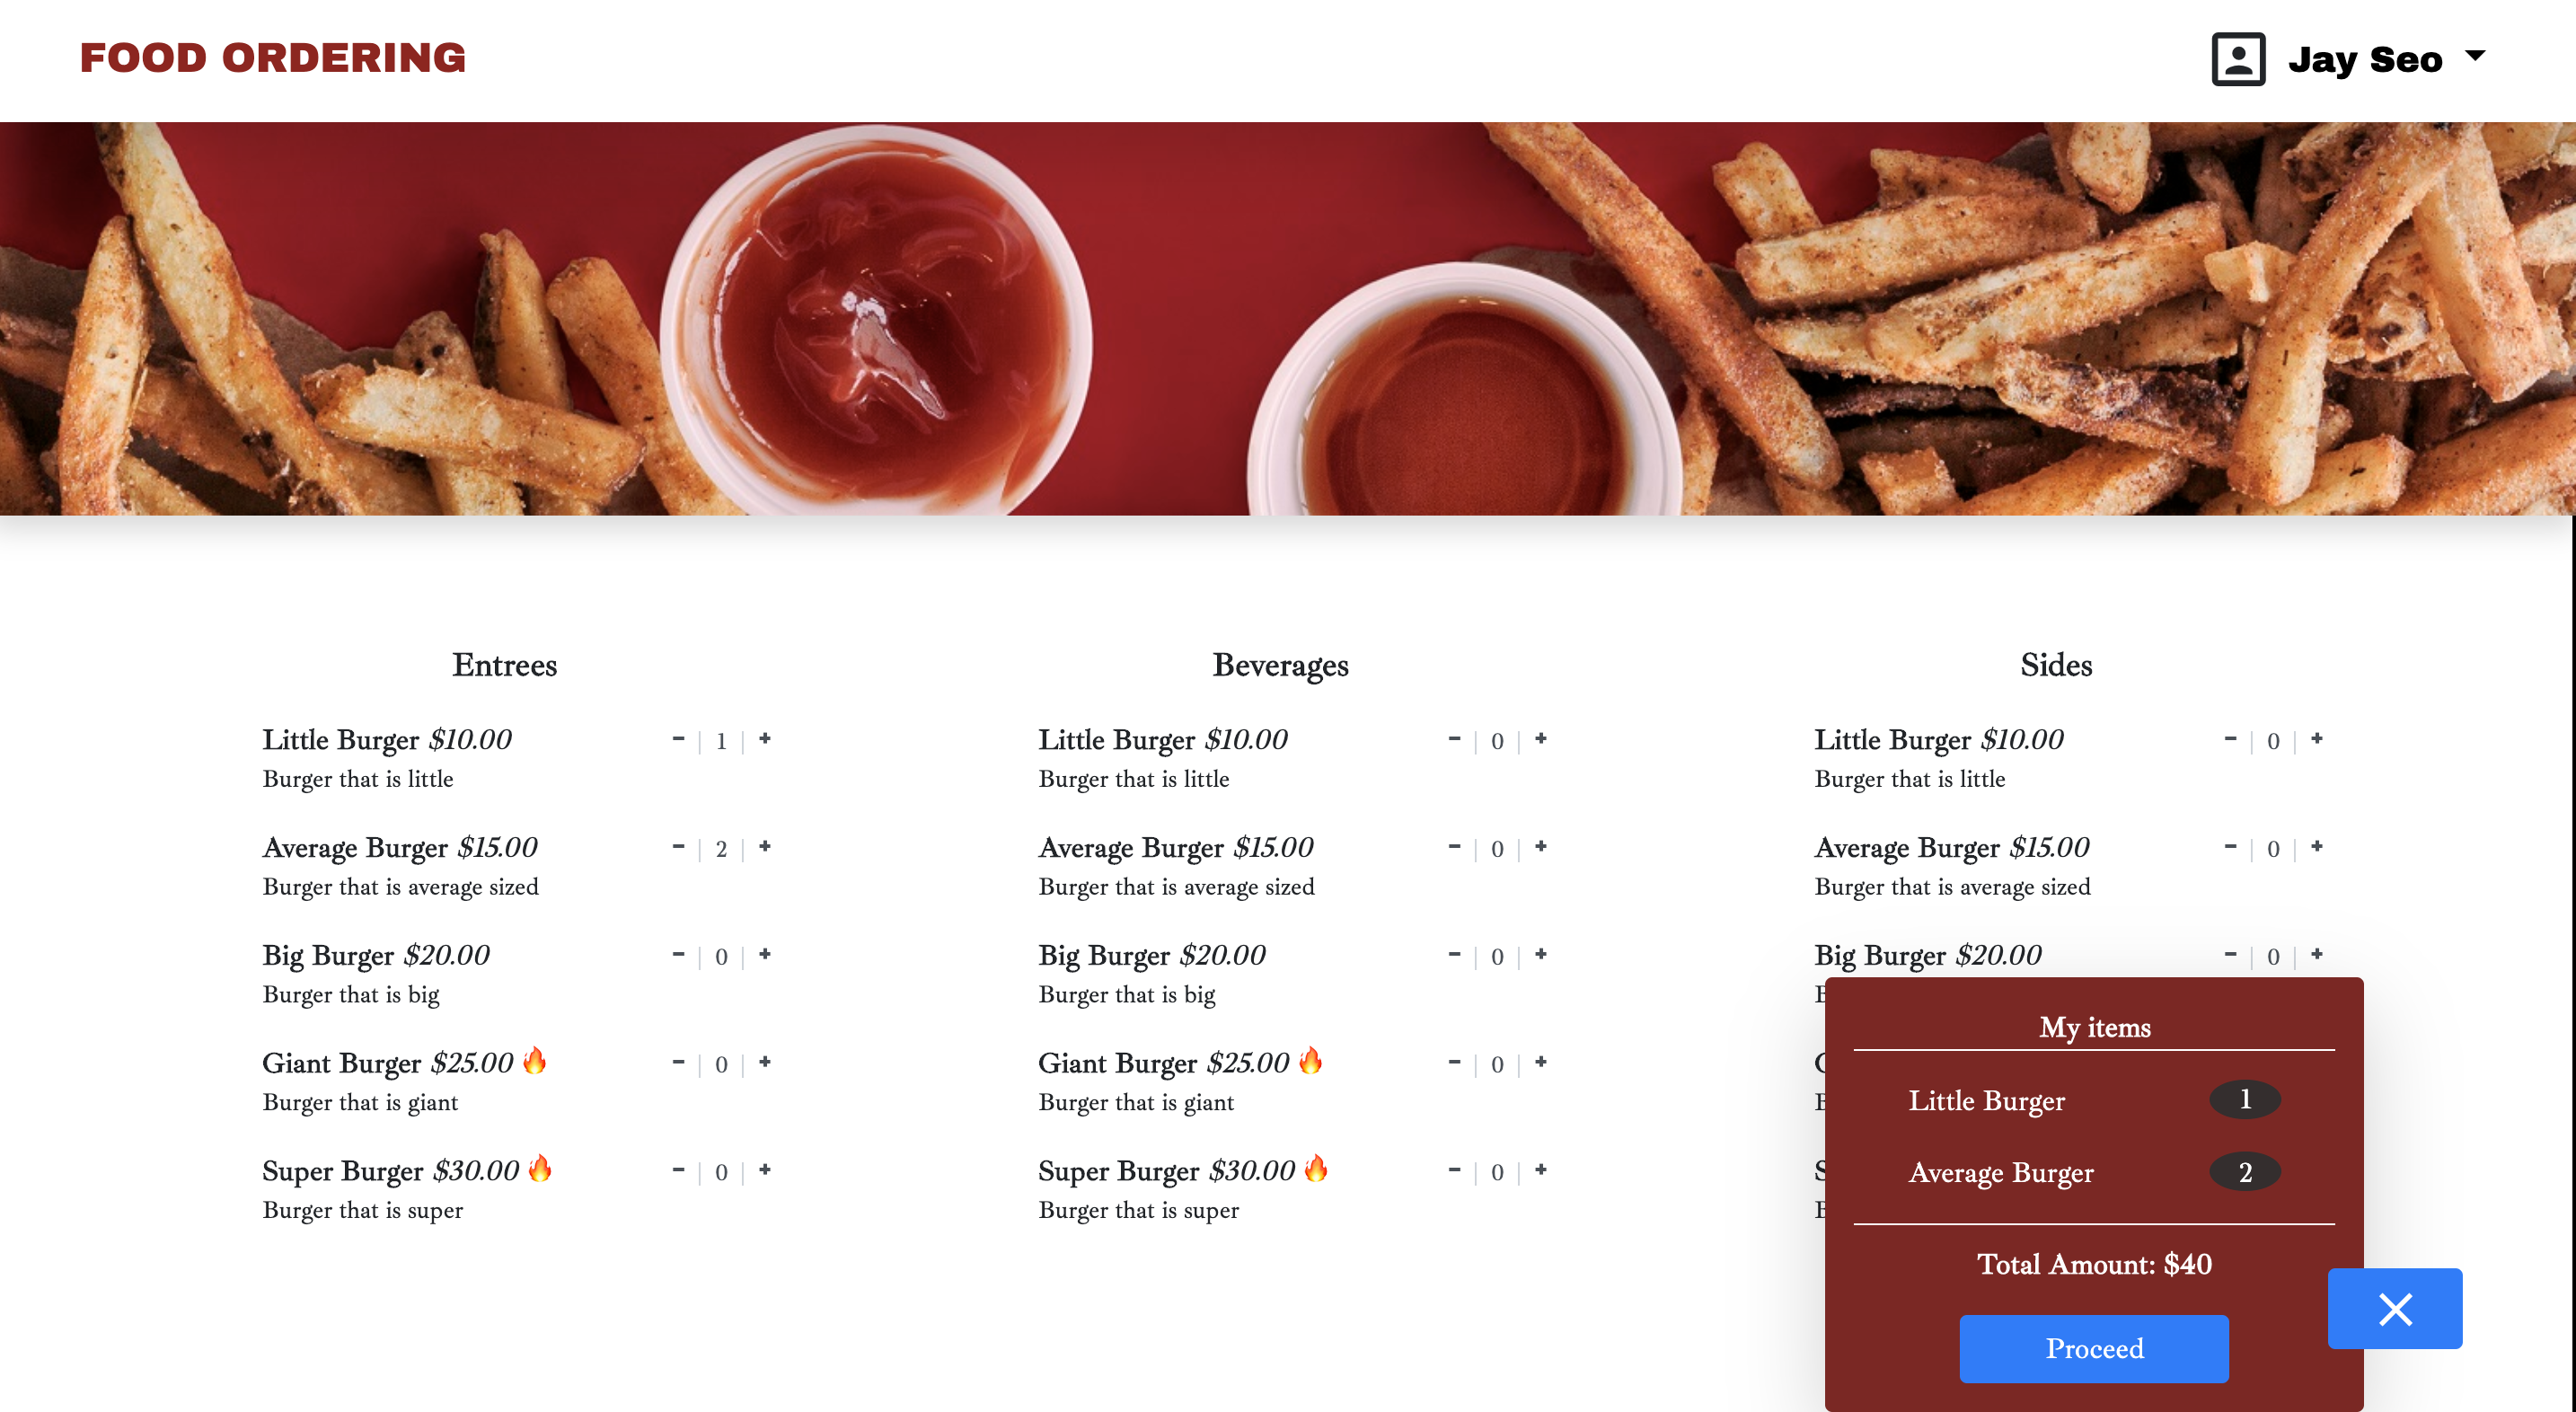 FOOD ORDERING
Jay Seo
Entrees
Little Burger $10.00
- | 1 | +
Burger that is little
Average Burger $15.00
- | 2 | +
Burger that is average sized
Big Burger $20.00
- | 0 | +
Burger that is big
Giant Burger $25.00 🔥
- | 0 | +
Burger that is giant
Super Burger $30.00 🔥
- | 0 | +
Burger that is super
Beverages
Little Burger $10.00
- | 0 | +
Burger that is little
Average Burger $15.00
- | 0 | +
Burger that is average sized
Big Burger $20.00
- | 0 | +
Burger that is big
Giant Burger $25.00 🔥
- | 0 | +
Burger that is giant
Super Burger $30.00 🔥
- | 0 | +
Burger that is super
Sides
Little Burger $10.00
- | 0 | +
Burger that is little
Average Burger $15.00
- | 0 | +
Burger that is average sized
Big Burger $20.00
- | 0 | +
My items
Little Burger 1
Average Burger 2
Total Amount: $40
Proceed